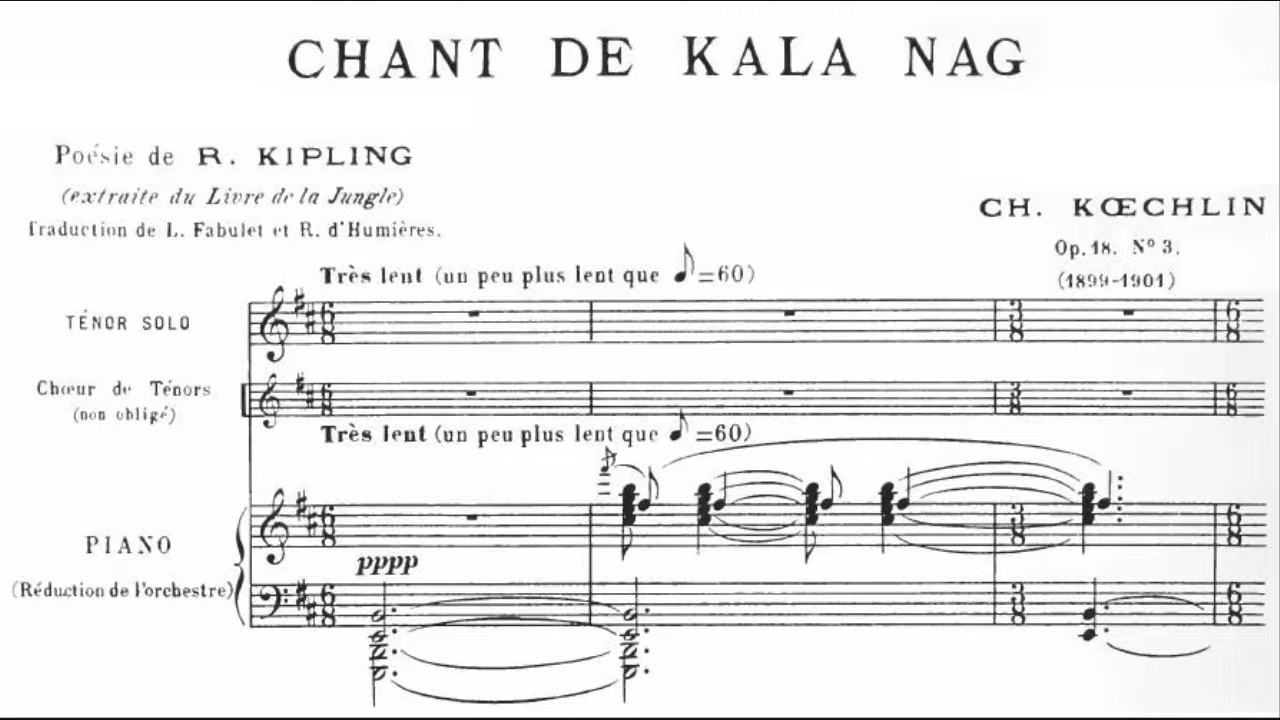 CHANT DE KALA NAG
Poésie de R. KIPLING
(extraite du Livre de la Jungle)
Traduction de L. Fabulet et R. d'Humières.
CH. KŒCHLIN
Op. 18. Nº 3.
(1899-1901)
Très lent (un peu plus lent que ♪=60)
TÉNOR SOLO
Chœur de Ténors
(non obligé)
Très lent (un peu plus lent que ♪=60)
PIANO
(Réduction de l'orchestre)
pppp